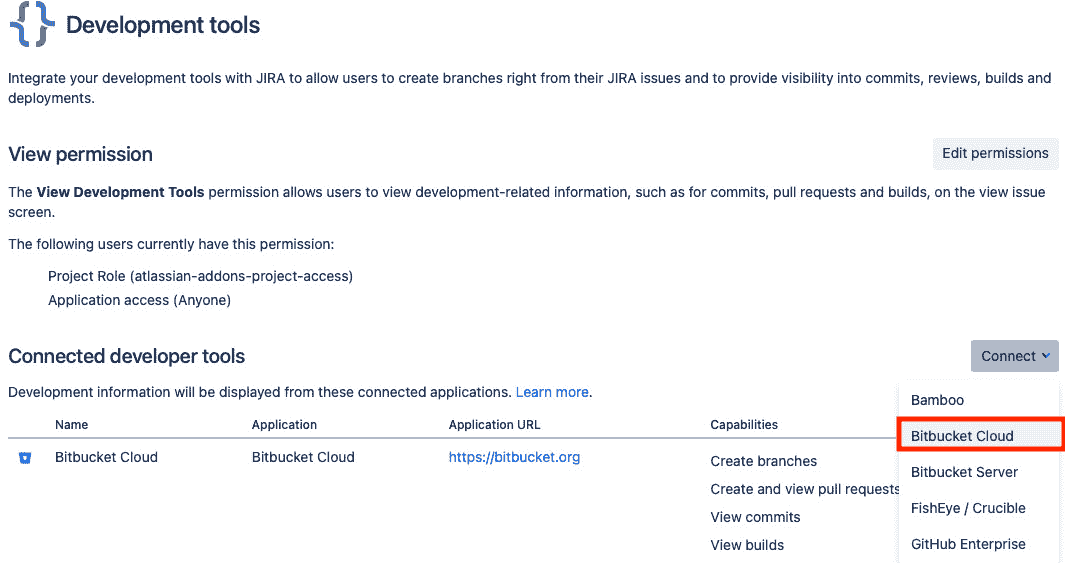 Development tools
Integrate your development tools with JIRA to allow users to create branches right from their JIRA issues and to provide visibility into commits, reviews, builds and
deployments.
View permission
Edit permissions
The View Development Tools permission allows users to view development-related information, such as for commits, pull requests and builds, on the view issue
screen.
The following users currently have this permission:
Project Role (atlassian-addons-project-access)
Application access (Anyone)
Connected developer tools
Connect
Development information will be displayed from these connected applications. Learn more.
Bamboo
Bitbucket Cloud
Bitbucket Server
FishEye / Crucible
GitHub Enterprise
Name Application Application URL Capabilities
Bitbucket Cloud Bitbucket Cloud https://bitbucket.org Create branches
Create and view pull requests
View commits
View builds